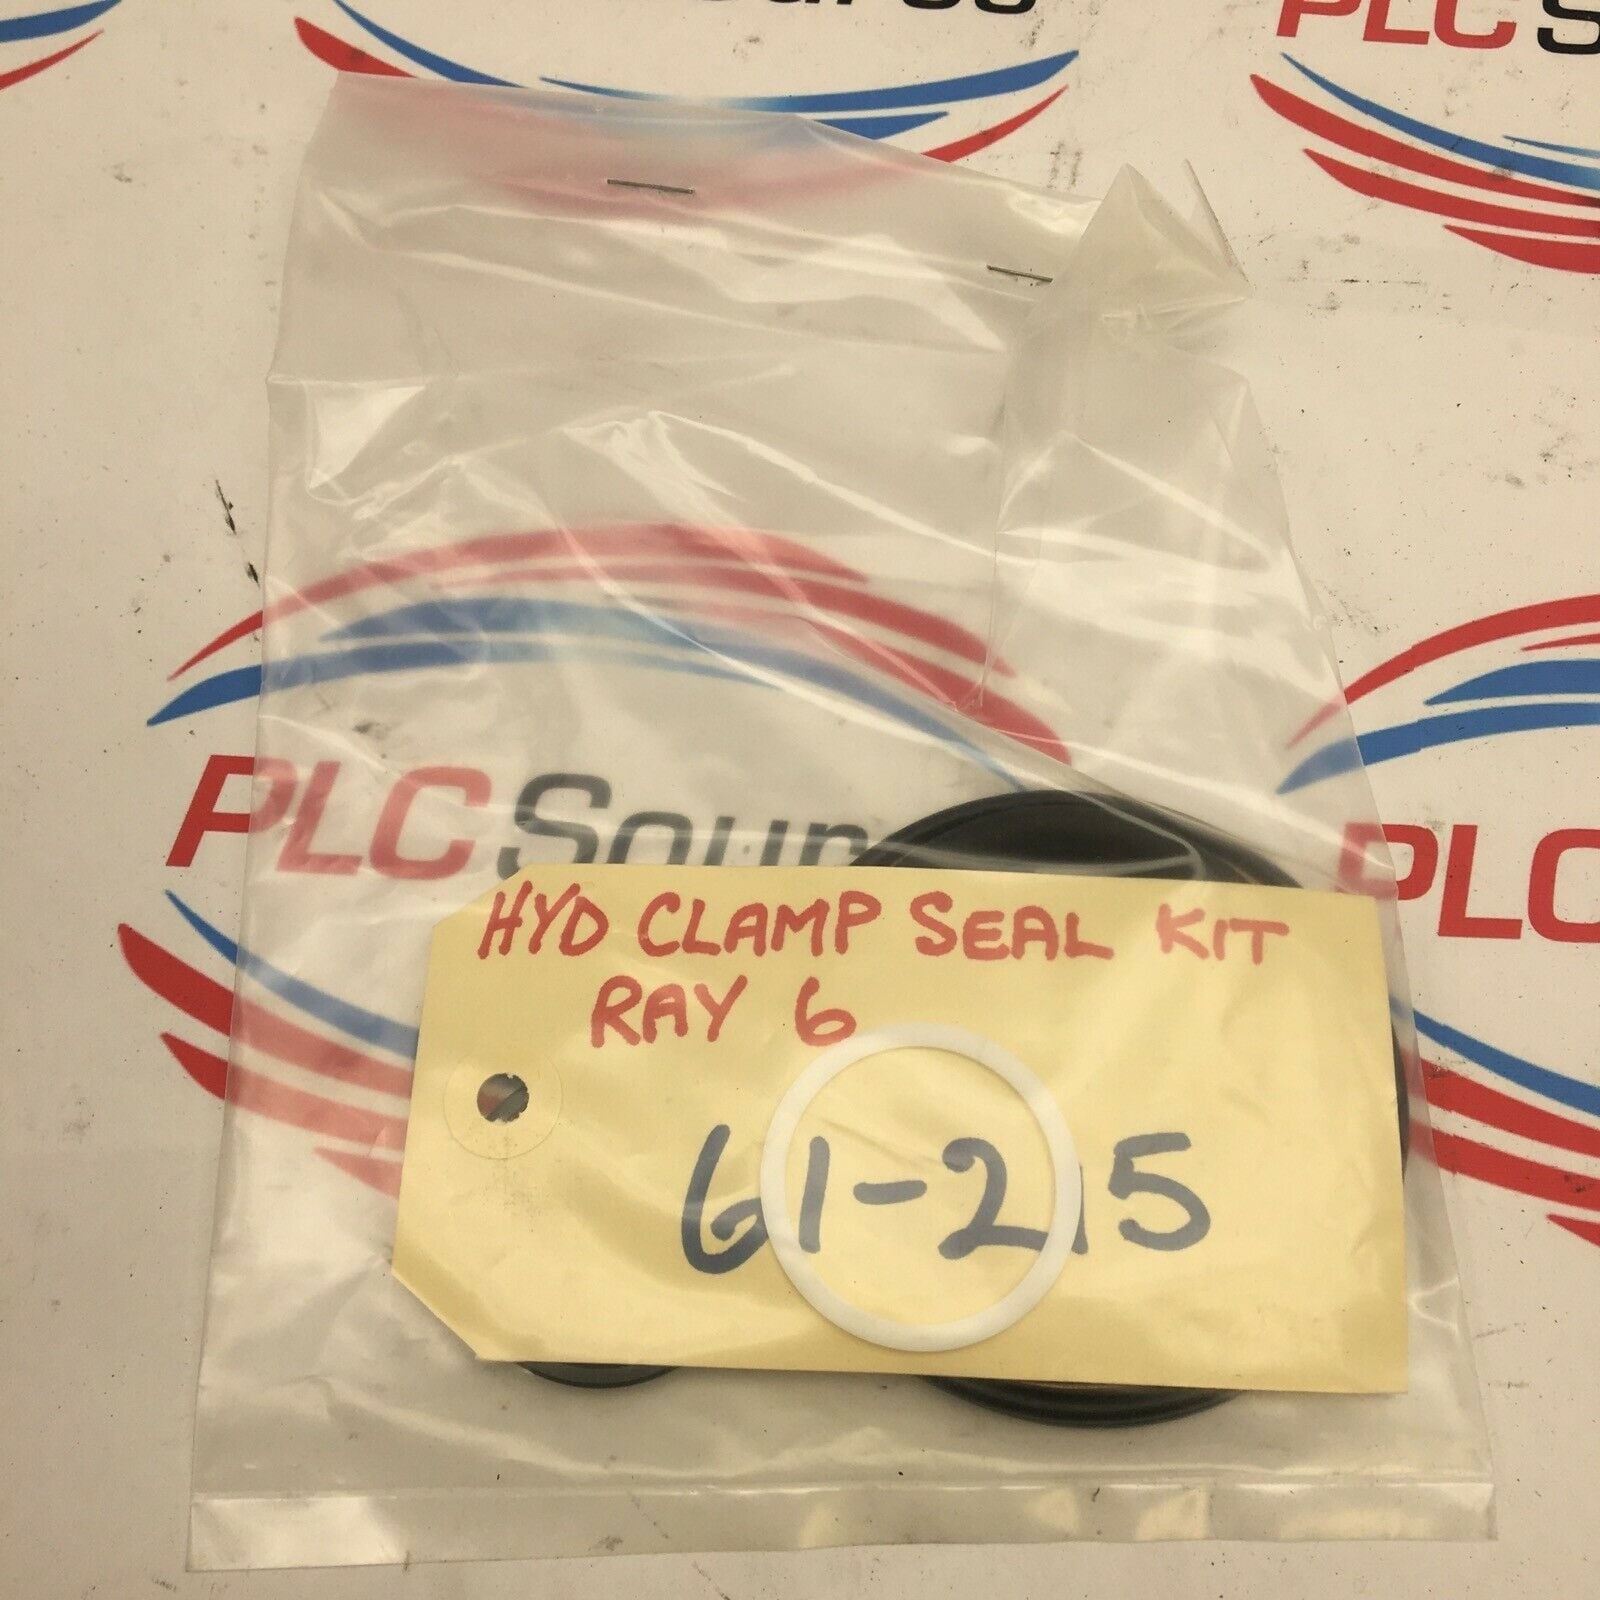 PLC S
PLC Sour
PLC
HYD CLAMP SEAL KIT
RAY 6
61-215